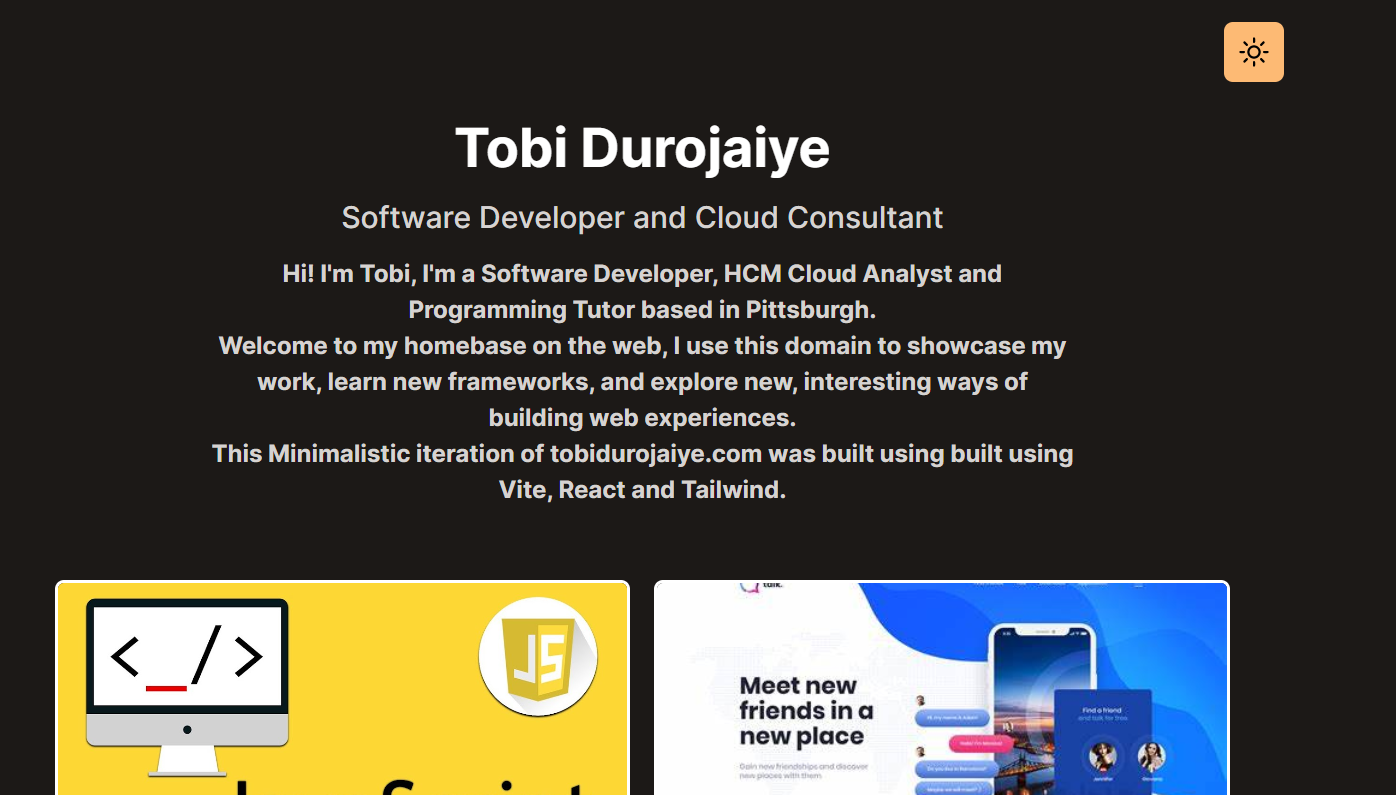 Tobi Durojaiye
Software Developer and Cloud Consultant
Hi! I'm Tobi, I'm a Software Developer, HCM Cloud Analyst and
Programming Tutor based in Pittsburgh.
Welcome to my homebase on the web, I use this domain to showcase my
work, learn new frameworks, and explore new, interesting ways of
building web experiences.
This Minimalistic iteration of tobidurojaiye.com was built using built using
Vite, React and Tailwind.
<_/>
JS
talk.
Meet new
friends in a
new place
Gain new friendships and discover
new places with them
Find a friend
and talk for free